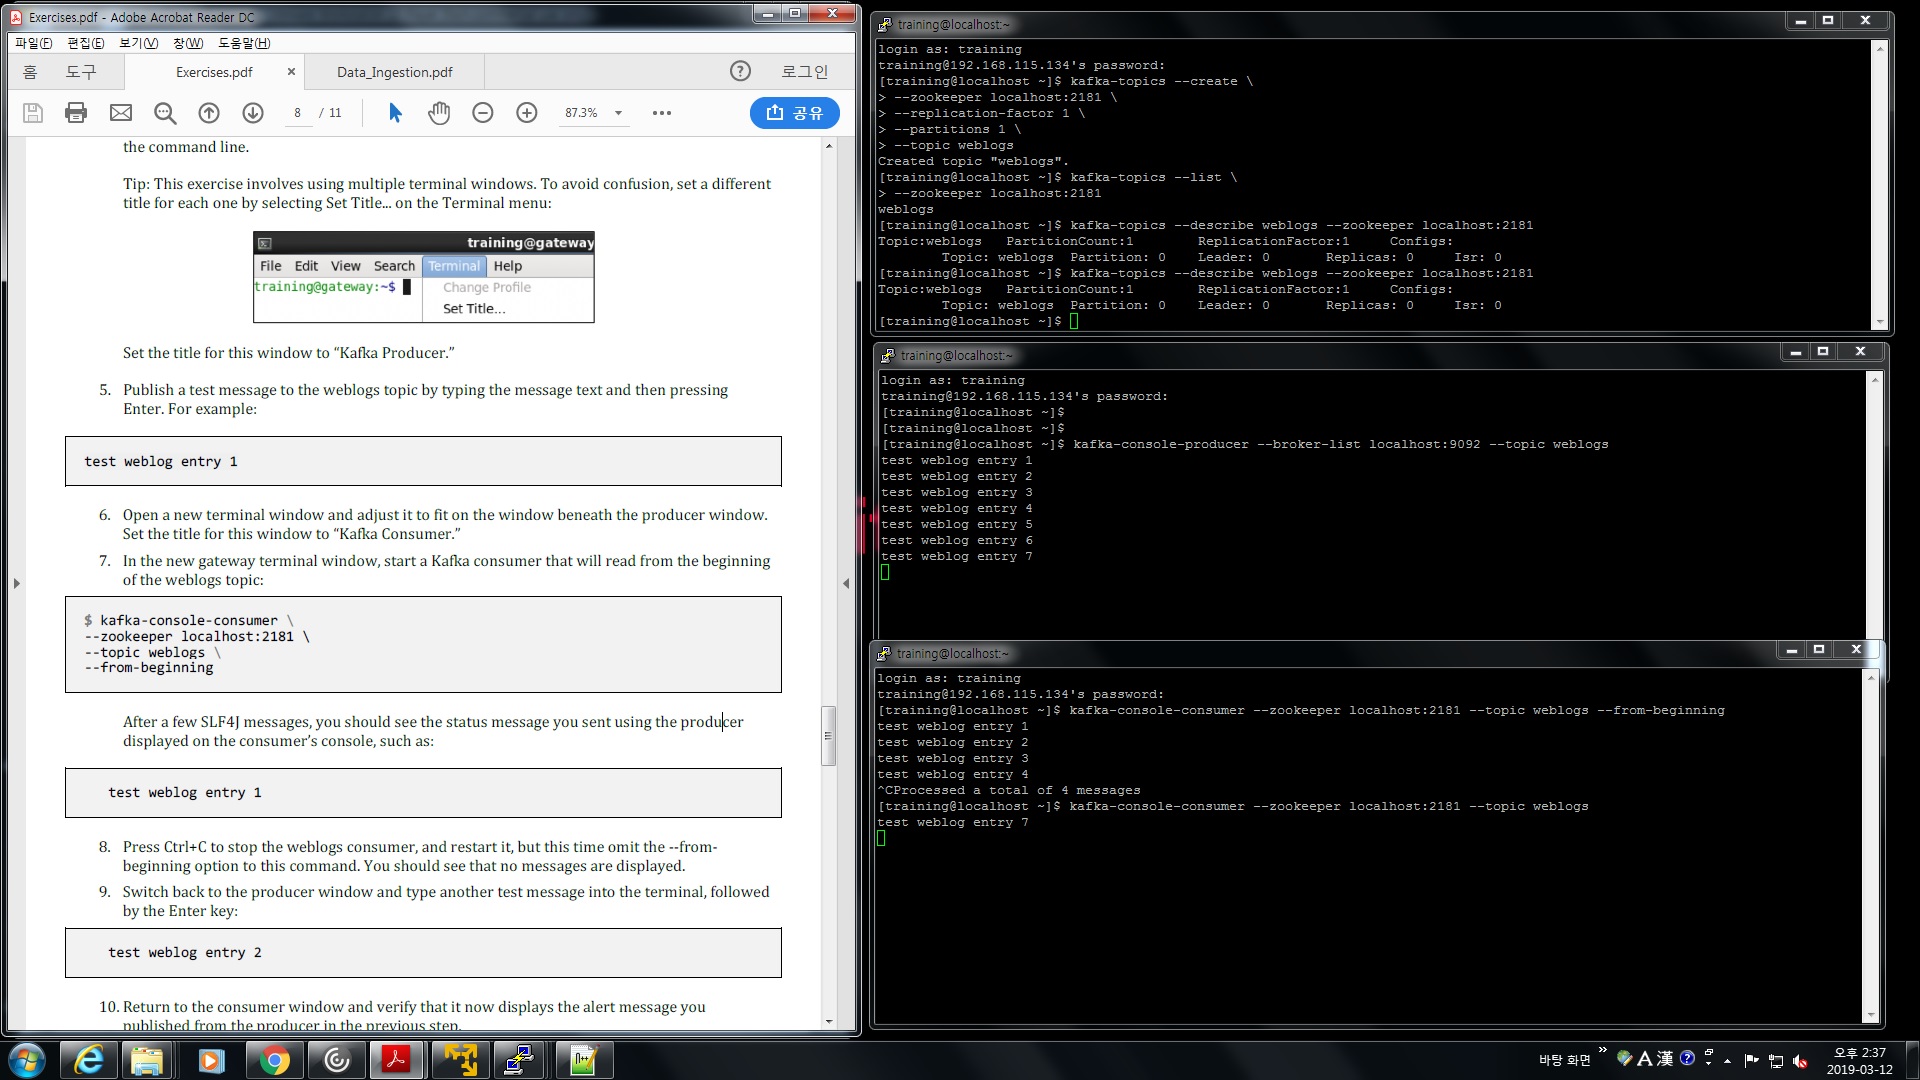 Exercises.pdf - Adobe Acrobat Reader DC
파일(F) 편집(E) 보기(V) 창(W) 도움말(H)
홈 도구 Exercises.pdf × Data_Ingestion.pdf ? 로그인
8 / 11 87.3% 공유
the command line.
Tip: This exercise involves using multiple terminal windows. To avoid confusion, set a different
title for each one by selecting Set Title... on the Terminal menu:
training@gateway
File Edit View Search Terminal Help
training@gateway:~$ Change Profile
Set Title...
Set the title for this window to “Kafka Producer.”
5. Publish a test message to the weblogs topic by typing the message text and then pressing
Enter. For example:
test weblog entry 1
6. Open a new terminal window and adjust it to fit on the window beneath the producer window.
Set the title for this window to “Kafka Consumer.”
7. In the new gateway terminal window, start a Kafka consumer that will read from the beginning
of the weblogs topic:
$ kafka-console-consumer \
--zookeeper localhost:2181 \
--topic weblogs \
--from-beginning
After a few SLF4J messages, you should see the status message you sent using the producer
displayed on the consumer’s console, such as:
test weblog entry 1
8. Press Ctrl+C to stop the weblogs consumer, and restart it, but this time omit the --from-
beginning option to this command. You should see that no messages are displayed.
9. Switch back to the producer window and type another test message into the terminal, followed
by the Enter key:
test weblog entry 2
10. Return to the consumer window and verify that it now displays the alert message you
published from the producer in the previous step.
training@localhost:~
login as: training
training@192.168.115.134's password:
[training@localhost ~]$ kafka-topics --create \
> --zookeeper localhost:2181 \
> --replication-factor 1 \
> --partitions 1 \
> --topic weblogs
Created topic "weblogs".
[training@localhost ~]$ kafka-topics --list \
> --zookeeper localhost:2181
weblogs
[training@localhost ~]$ kafka-topics --describe weblogs --zookeeper localhost:2181
Topic:weblogs PartitionCount:1 ReplicationFactor:1 Configs:
Topic: weblogs Partition: 0 Leader: 0 Replicas: 0 Isr: 0
[training@localhost ~]$ kafka-topics --describe weblogs --zookeeper localhost:2181
Topic:weblogs PartitionCount:1 ReplicationFactor:1 Configs:
Topic: weblogs Partition: 0 Leader: 0 Replicas: 0 Isr: 0
[training@localhost ~]$
training@localhost:~
login as: training
training@192.168.115.134's password:
[training@localhost ~]$
[training@localhost ~]$
[training@localhost ~]$ kafka-console-producer --broker-list localhost:9092 --topic weblogs
test weblog entry 1
test weblog entry 2
test weblog entry 3
test weblog entry 4
test weblog entry 5
test weblog entry 6
test weblog entry 7
training@localhost:~
login as: training
training@192.168.115.134's password:
[training@localhost ~]$ kafka-console-consumer --zookeeper localhost:2181 --topic weblogs --from-beginning
test weblog entry 1
test weblog entry 2
test weblog entry 3
test weblog entry 4
^CProcessed a total of 4 messages
[training@localhost ~]$ kafka-console-consumer --zookeeper localhost:2181 --topic weblogs
test weblog entry 7
바탕 화면 » A 漢 ? 오후 2:37
2019-03-12